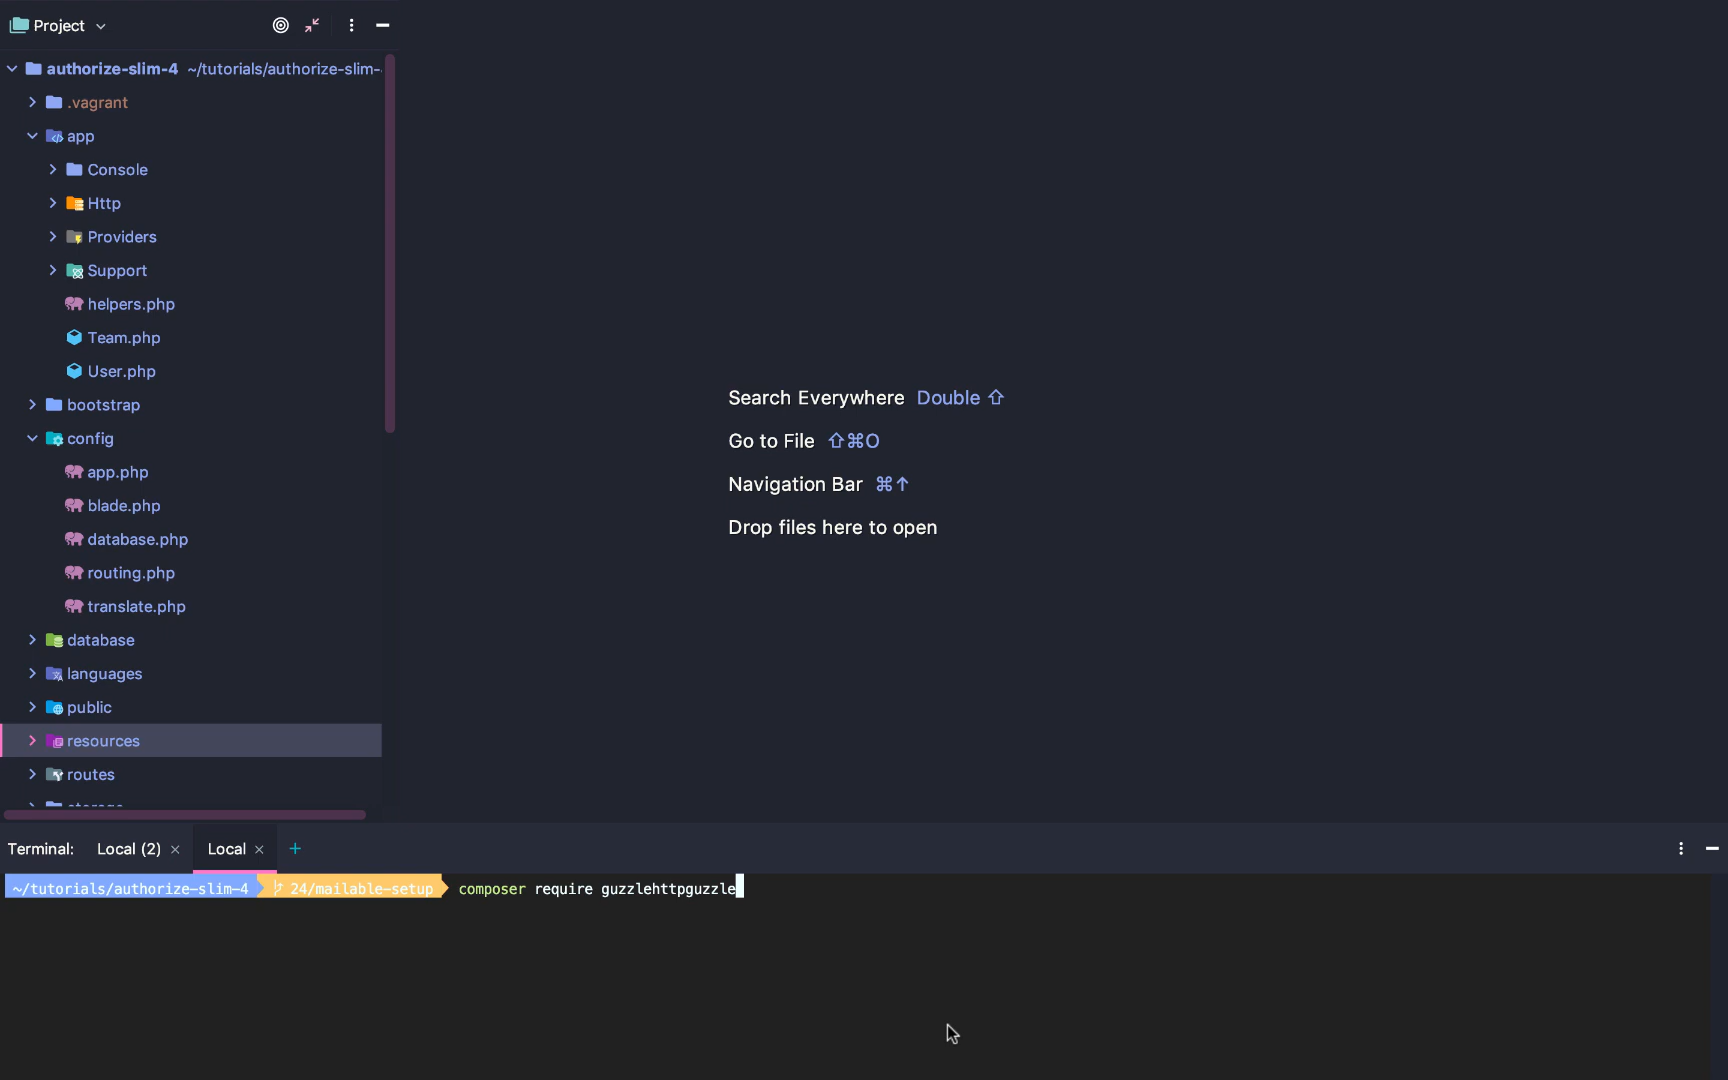 Project
authorize-slim-4 ~/tutorials/authorize-slim-
.vagrant
app
Console
Http
Providers
Support
helpers.php
Team.php
User.php
bootstrap
config
app.php
blade.php
database.php
routing.php
translate.php
database
languages
public
resources
routes
storage
Search Everywhere Double ⇧
Go to File ⇧⌘O
Navigation Bar ⌘↑
Drop files here to open
Terminal: Local (2) × Local × +
~/tutorials/authorize-slim-4 24/mailable-setup composer require guzzlehttpguzzle